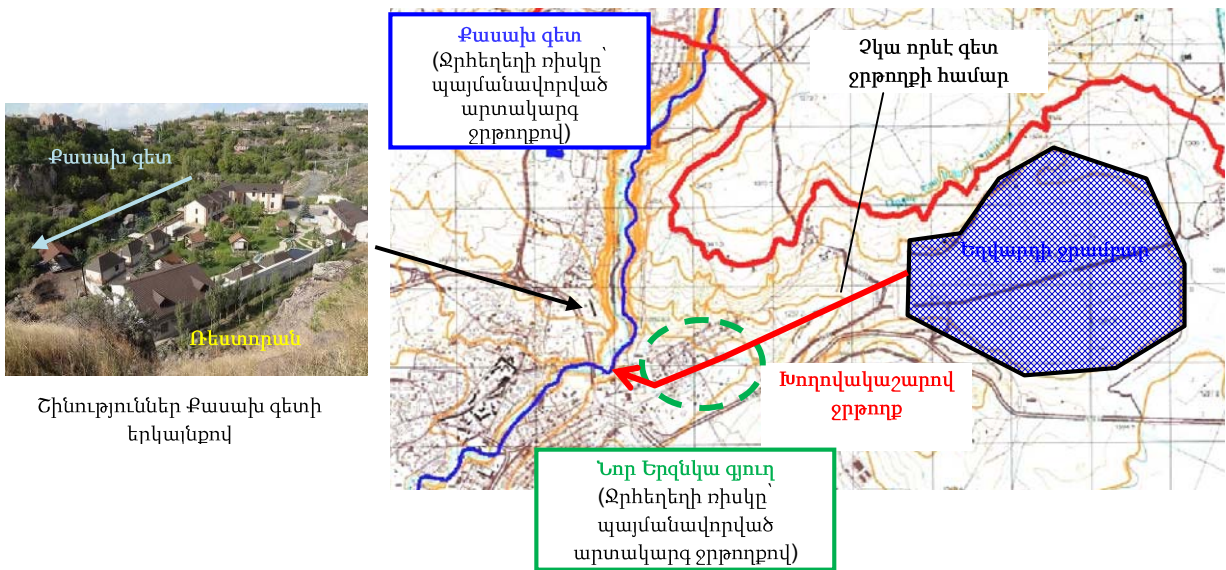 Քասախ գետ
(Ջրհեղեղի ռիսկը՝
պայմանավորված
արտակարգ
ջրթողքով)
Չկա որևէ գետ
ջրթողքի համար
Քասախ գետ
Ռեստորան
Շինություններ Քասախ գետի
երկայնքով
Եղվարդի ջրամբար
Խողովակաշարով
ջրթողք
Նոր Երզնկա գյուղ
(Ջրհեղեղի ռիսկը՝
պայմանավորված
արտակարգ ջրթողքով)